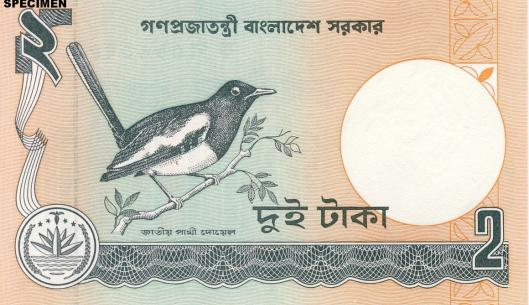 SPECIMEN
২
গণপ্রজাতন্ত্রী বাংলাদেশ সরকার
দুই টাকা
জাতীয় পাখী দোয়েল
2